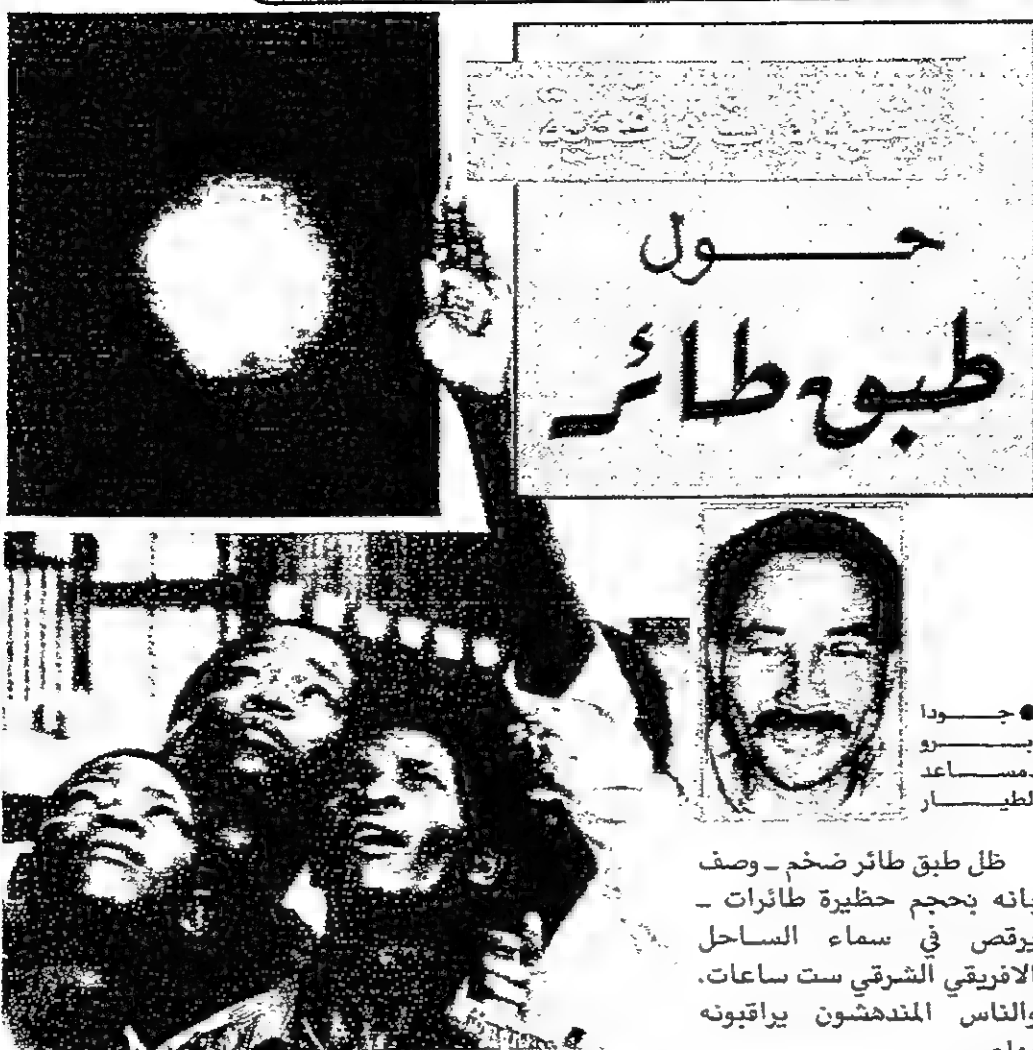 حول
طبق طائر
● جودا
برو
مساعد
الطيار
ظل طبق طائر ضخم ـ وصف
بانه بحجم حظيرة طائرات ـ
يرقص في سماء الساحل
الافريقي الشرقي ست ساعات.
والناس المندهشون يراقبونه